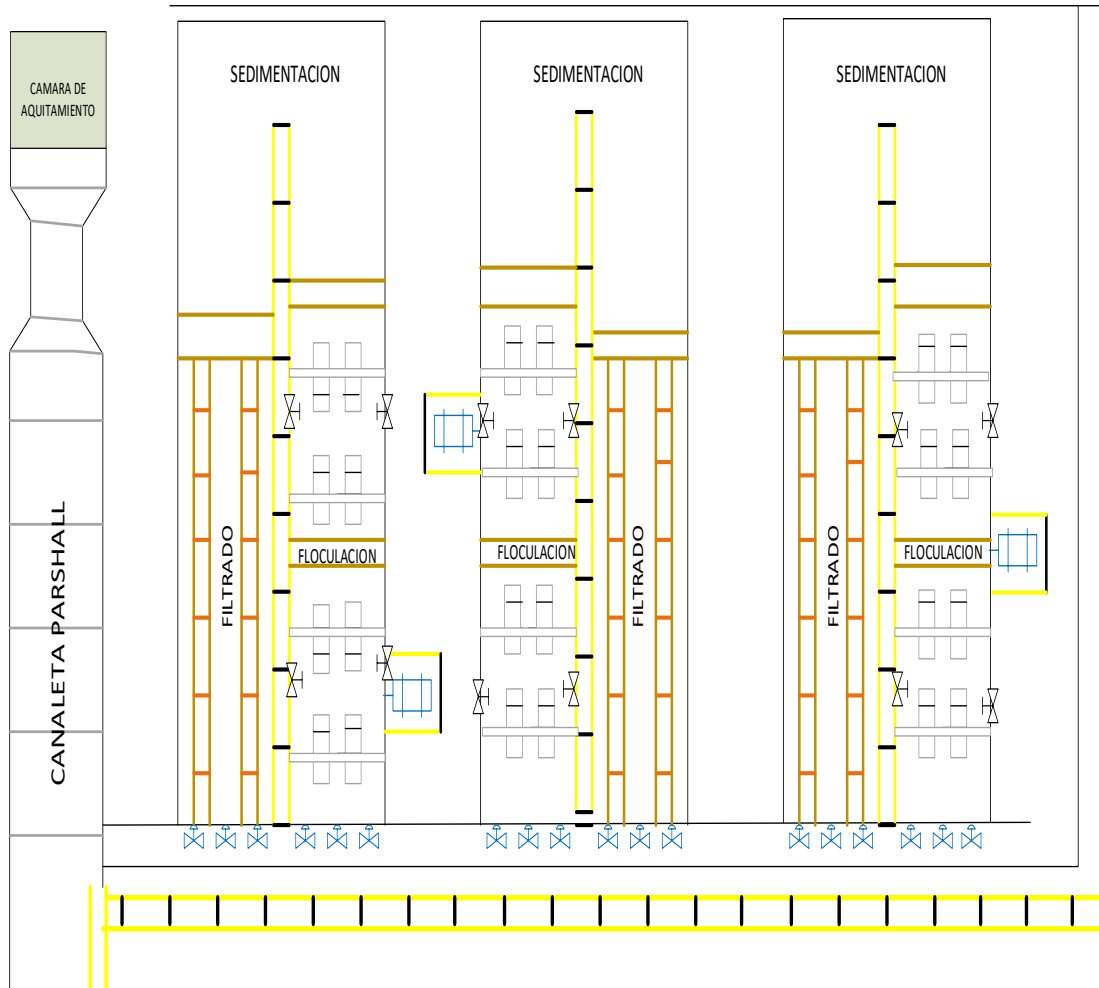 SEDIMENTACION
SEDIMENTACION
SEDIMENTACION
CAMARA DE
AQUITAMIENTO
CANALETA PARSHALL
FILTRADO
FLOCULACION
FLOCULACION
FILTRADO
FILTRADO
FLOCULACION